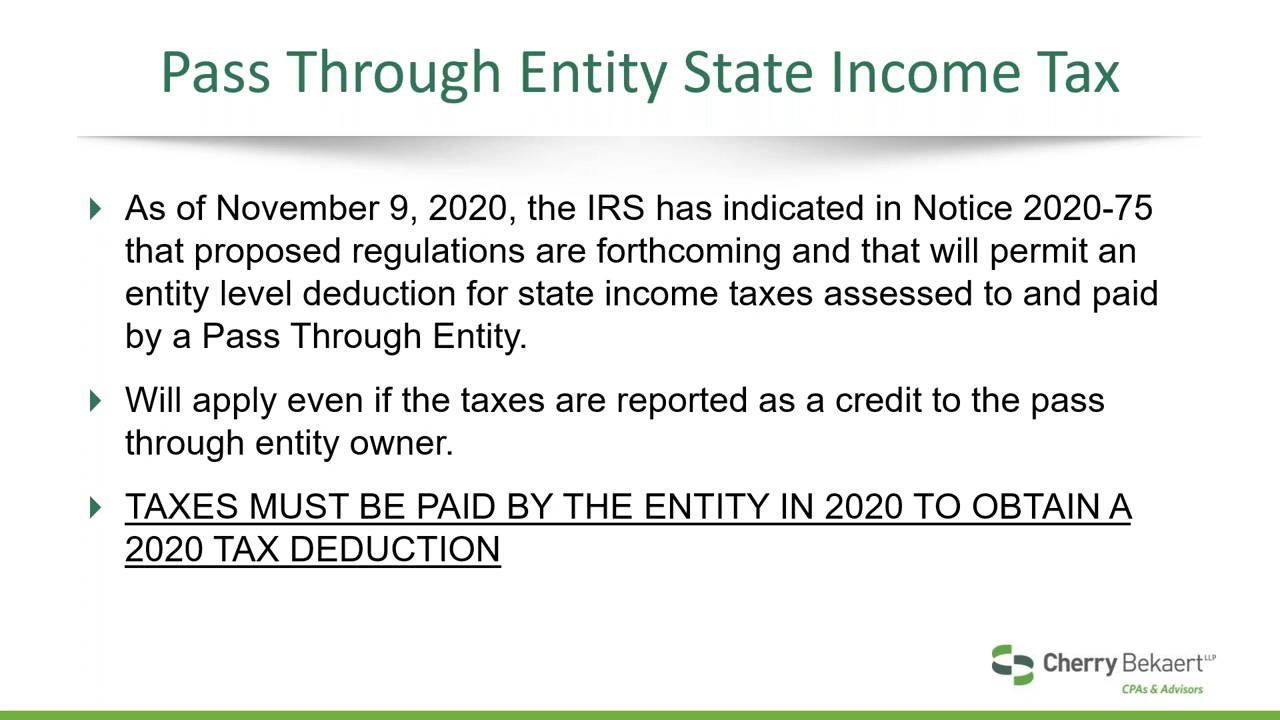 Pass Through Entity State Income Tax
As of November 9, 2020, the IRS has indicated in Notice 2020-75
that proposed regulations are forthcoming and that will permit an
entity level deduction for state income taxes assessed to and paid
by a Pass Through Entity.
Will apply even if the taxes are reported as a credit to the pass
through entity owner.
TAXES MUST BE PAID BY THE ENTITY IN 2020 TO OBTAIN A
2020 TAX DEDUCTION
Cherry Bekaert LLP
CPAs & Advisors